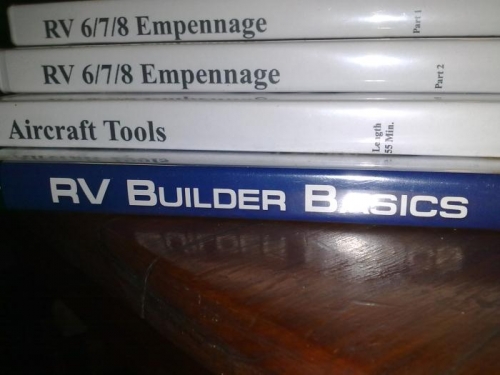 RV 6/7/8 Empennage
Part 1
RV 6/7/8 Empennage
Part 2
Aircraft Tools
Length
55 Min.
RV BUILDER BASICS